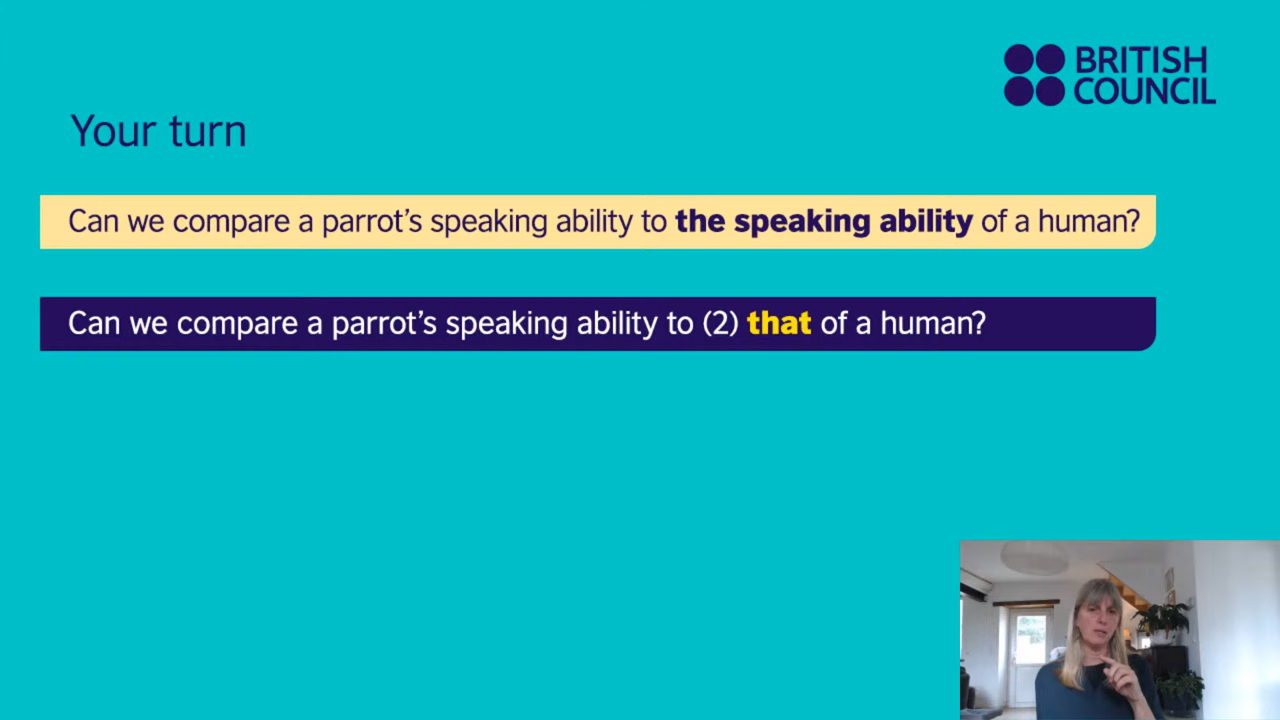 BRITISH
COUNCIL
Your turn
Can we compare a parrot’s speaking ability to the speaking ability of a human?
Can we compare a parrot’s speaking ability to (2) that of a human?